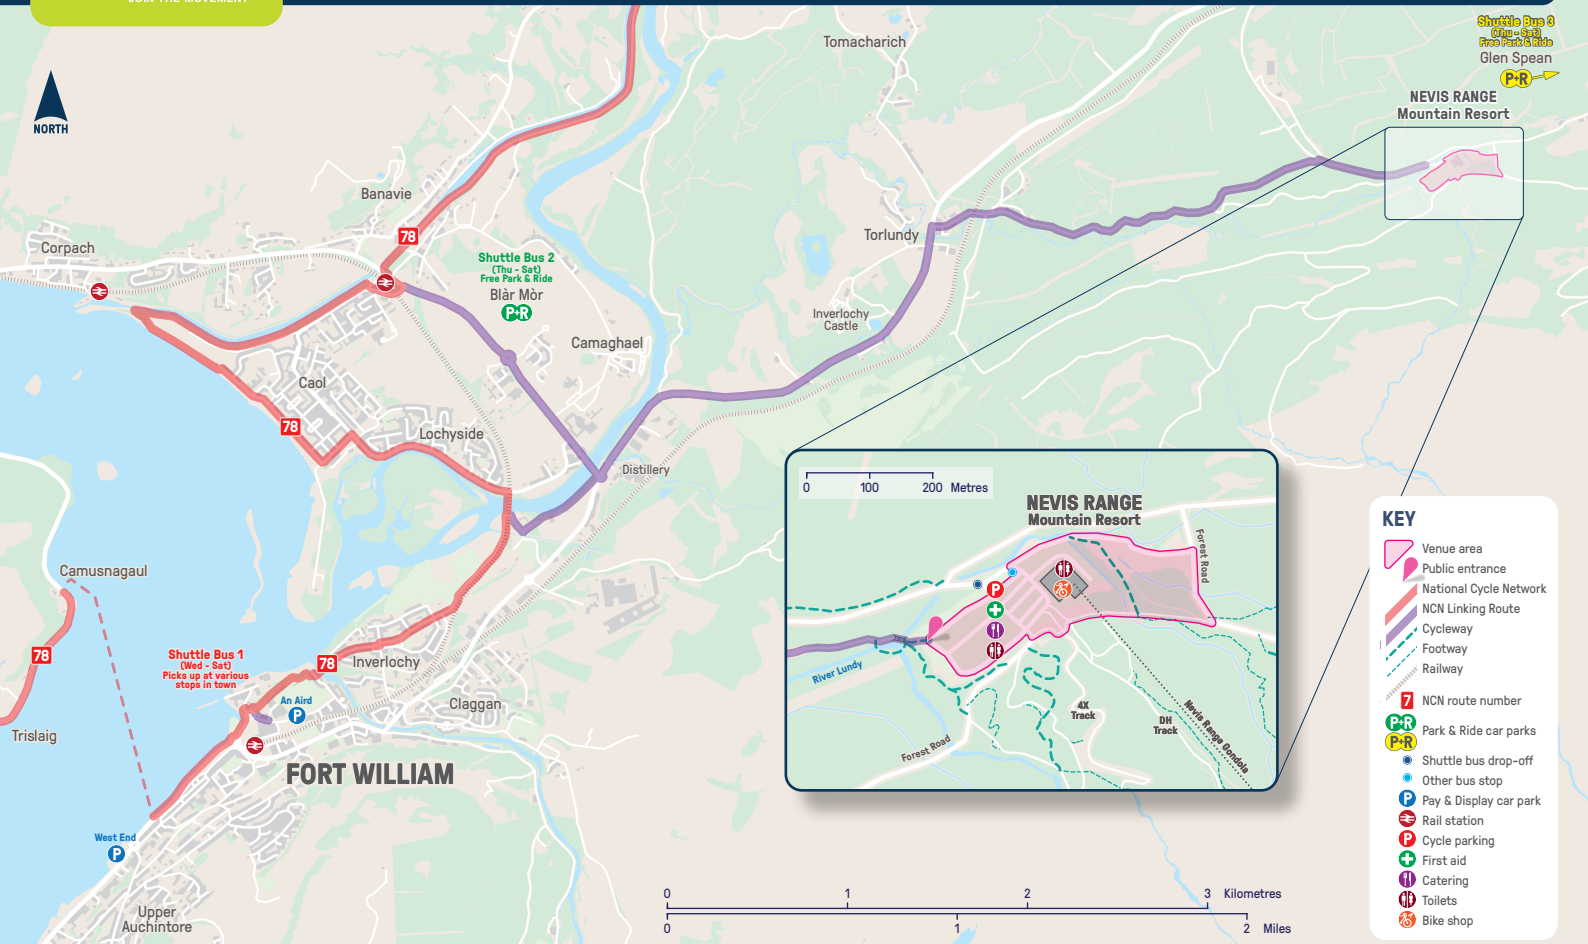 JOIN THE MOVEMENT
NORTH
Tomacharich
Shuttle Bus 3
(Thu - Sat)
Free Park & Ride
Glen Spean
P+R
NEVIS RANGE
Mountain Resort
Banavie
78
Corpach
Torlundy
Shuttle Bus 2
(Thu - Sat)
Free Park & Ride
Blàr Mòr
P+R
Inverlochy
Castle
Camaghael
Caol
78
Lochyside
Distillery
Camusnagaul
78
Shuttle Bus 1
(Wed - Sat)
Picks up at various
stops in town
78
Inverlochy
An Aird
P
Claggan
Trislaig
FORT WILLIAM
West End
P
Upper
Auchintore
0 100 200 Metres
NEVIS RANGE
Mountain Resort
Forest Road
P
River Lundy
4X
Track
DH
Track
Nevis Range Gondola
Forest Road
0 1 2 3 Kilometres
0 1 2 Miles
KEY
Venue area
Public entrance
National Cycle Network
NCN Linking Route
Cycleway
Footway
Railway
7 NCN route number
P+R
P+R
Park & Ride car parks
Shuttle bus drop-off
Other bus stop
P Pay & Display car park
Rail station
P Cycle parking
First aid
Catering
Toilets
Bike shop